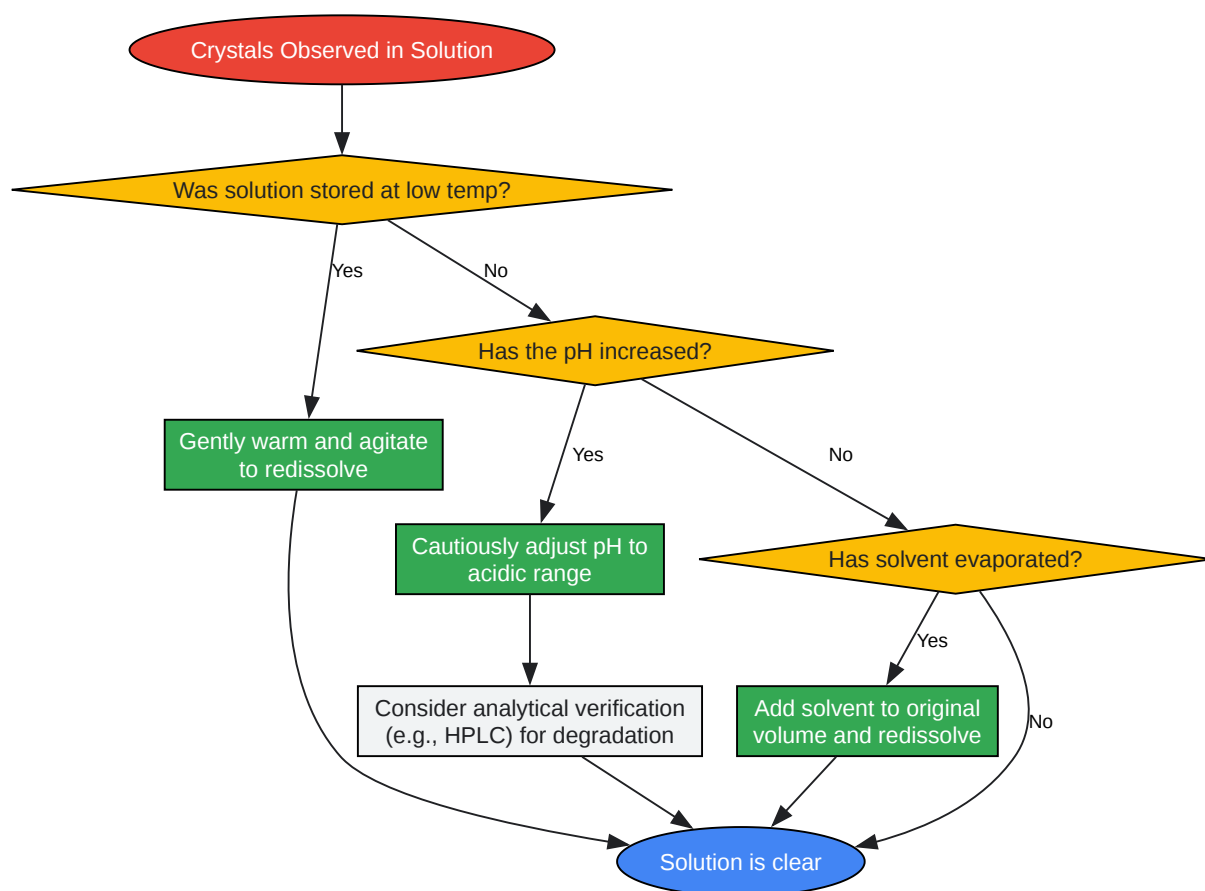 Crystals Observed in Solution
Was solution stored at low temp?
Yes
No
Has the pH increased?
Gently warm and agitate
to redissolve
Yes
No
Cautiously adjust pH to
acidic range
Has solvent evaporated?
Yes
No
Consider analytical verification
(e.g., HPLC) for degradation
Add solvent to original
volume and redissolve
Solution is clear